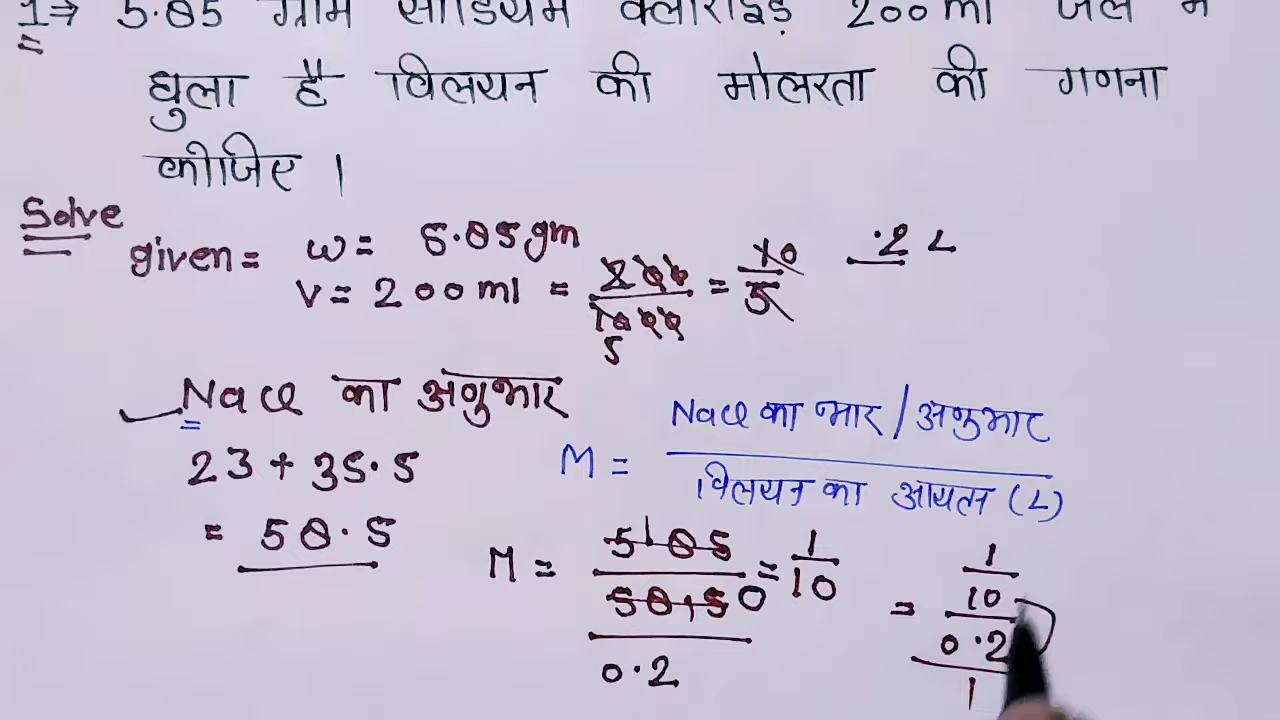 1⇒ 5.85 ग्राम सोडियम क्लोराइड 200 ml जल में
घुला है विलयन की मोलरता की गणना
कीजिए ।
Solve
given = w = 5.85 gm
V = 200 ml = 200/1000 5 = 10/5 .2 L
NaCl का अणुभार
23 + 35.5
= 58.5
M = NaCl का भार / अणुभार
विलयन का आयतन (L)
M = 5.85/58.50 = 1/10
0.2
= 1/10
0.2
1